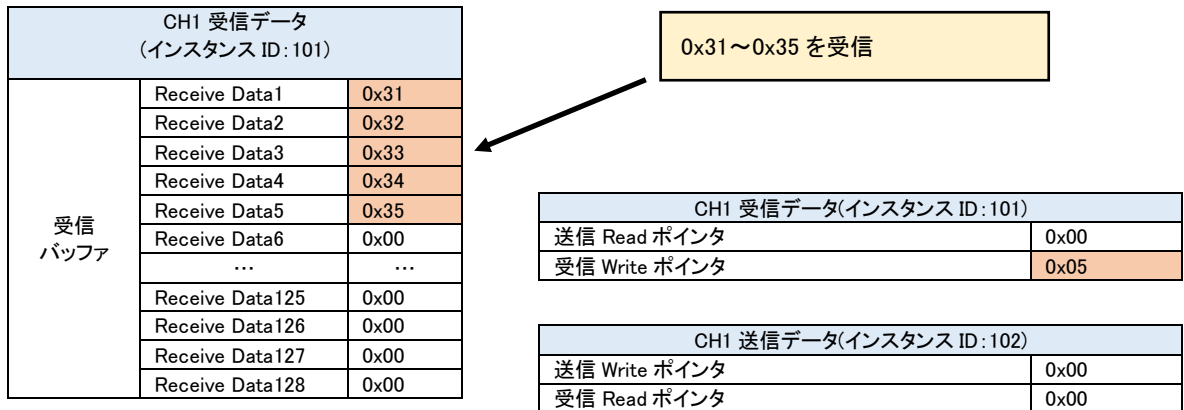 CH1 受信データ
(インスタンス ID：101)
0x31～0x35 を受信
受信
バッファ
Receive Data1 0x31
Receive Data2 0x32
Receive Data3 0x33
Receive Data4 0x34
Receive Data5 0x35
Receive Data6 0x00
… …
Receive Data125 0x00
Receive Data126 0x00
Receive Data127 0x00
Receive Data128 0x00
CH1 受信データ(インスタンス ID：101)
送信 Read ポインタ 0x00
受信 Write ポインタ 0x05
CH1 送信データ(インスタンス ID：102)
送信 Write ポインタ 0x00
受信 Read ポインタ 0x00